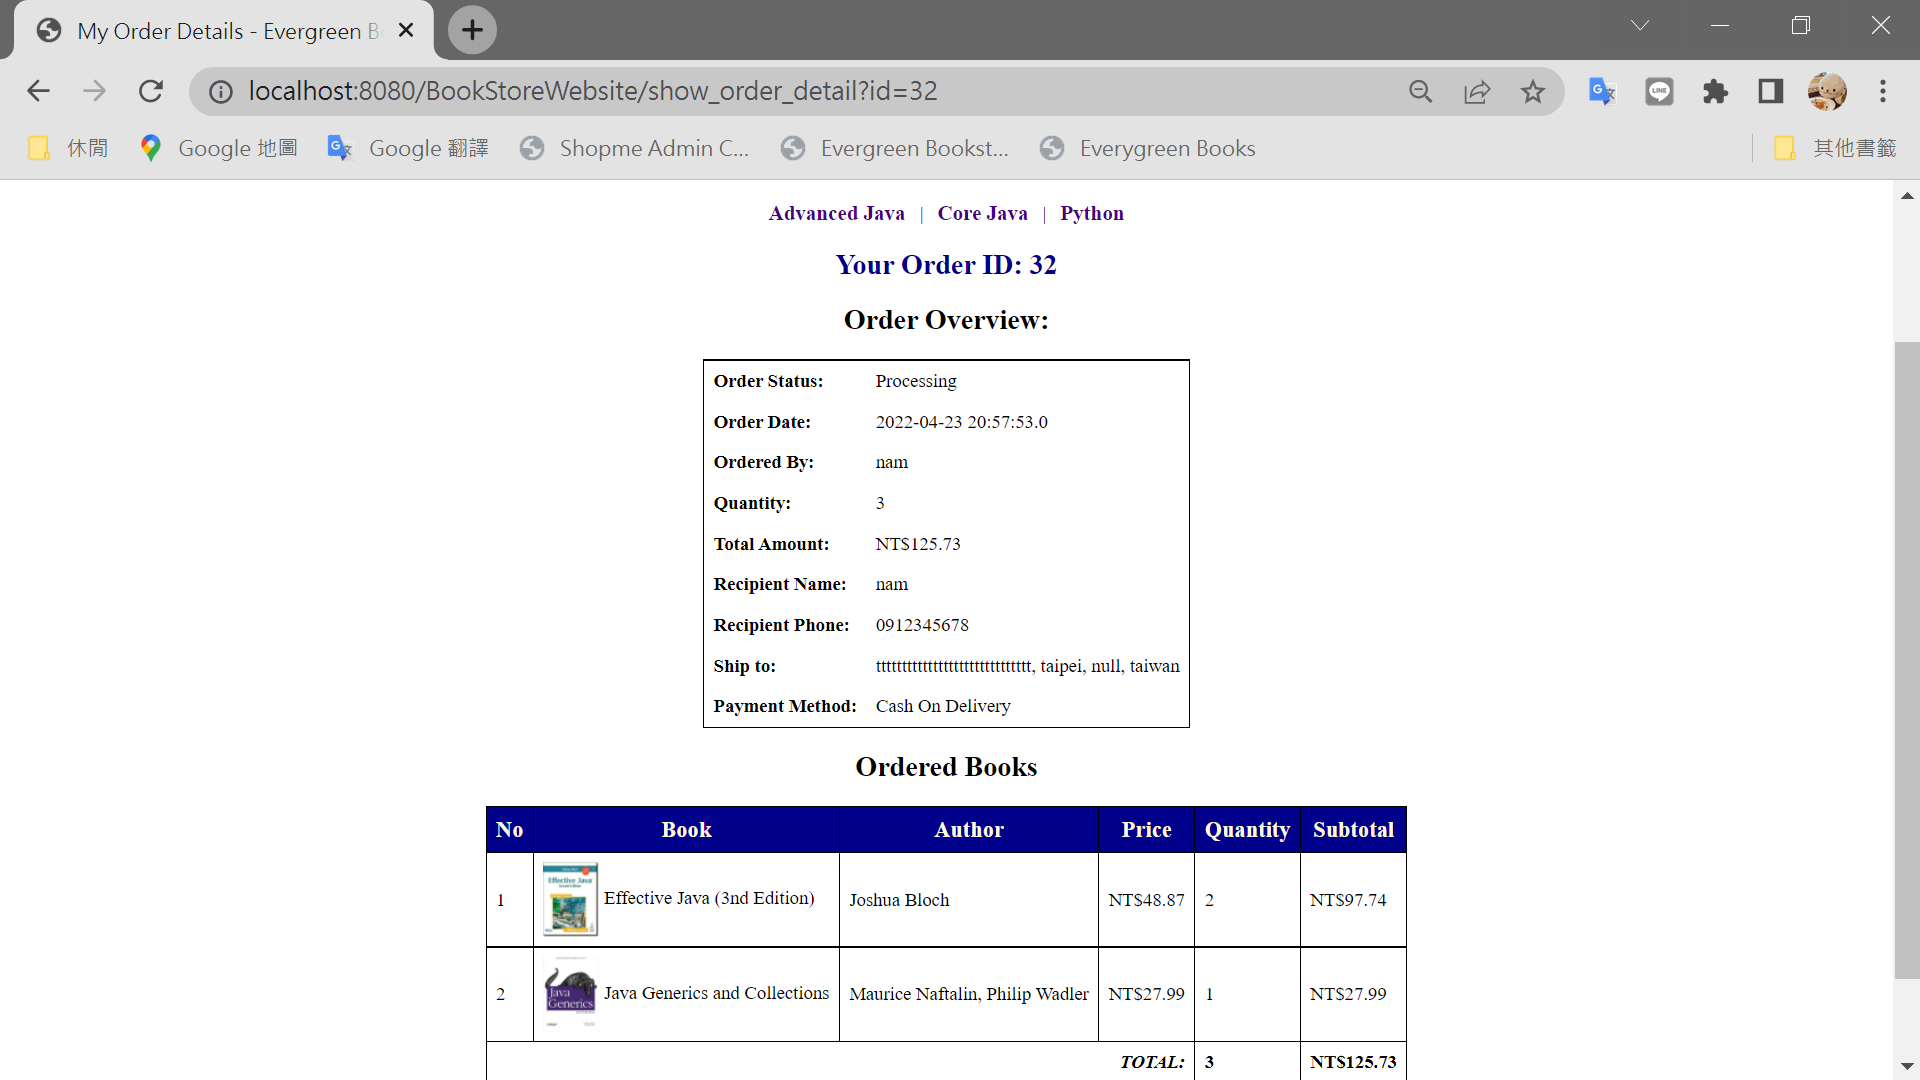 My Order Details - Evergreen B
localhost:8080/BookStoreWebsite/show_order_detail?id=32
LINE
休閒
Google 地圖
Google 翻譯
Shopme Admin C...
Evergreen Bookst...
Everygreen Books
其他書籤
Advanced Java | Core Java | Python
Your Order ID: 32
Order Overview:
Order Status: Processing
Order Date: 2022-04-23 20:57:53.0
Ordered By: nam
Quantity: 3
Total Amount: NT$125.73
Recipient Name: nam
Recipient Phone: 0912345678
Ship to: tttttttttttttttttttttttttttttt, taipei, null, taiwan
Payment Method: Cash On Delivery
Ordered Books
No Book Author Price Quantity Subtotal
1 Effective Java Effective Java (3nd Edition) Joshua Bloch NT$48.87 2 NT$97.74
2 Java Generics Java Generics and Collections Maurice Naftalin, Philip Wadler NT$27.99 1 NT$27.99
TOTAL: 3 NT$125.73